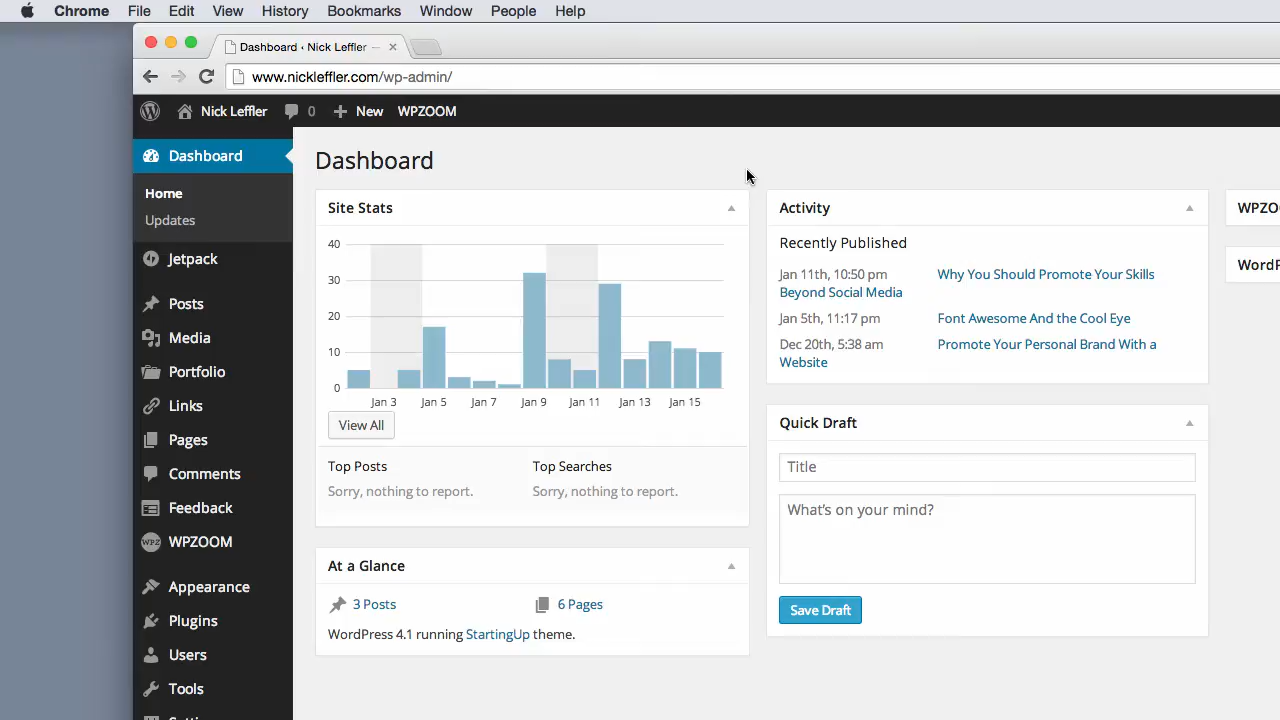 Chrome File Edit View History Bookmarks Window People Help
Dashboard ‹ Nick Leffler —
www.nickleffler.com/wp-admin/
Nick Leffler 0 New WPZOOM
Dashboard
Home
Updates
Jetpack
Posts
Media
Portfolio
Links
Pages
Comments
Feedback
WPZ WPZOOM
Appearance
Plugins
Users
Tools
Dashboard
Site Stats
40
30
20
10
0
Jan 3 Jan 5 Jan 7 Jan 9 Jan 11 Jan 13 Jan 15
View All
Top Posts Top Searches
Sorry, nothing to report. Sorry, nothing to report.
At a Glance
3 Posts 6 Pages
WordPress 4.1 running StartingUp theme.
Activity
Recently Published
Jan 11th, 10:50 pm Why You Should Promote Your Skills
Beyond Social Media
Jan 5th, 11:17 pm Font Awesome And the Cool Eye
Dec 20th, 5:38 am Promote Your Personal Brand With a
Website
Quick Draft
Title
What's on your mind?
Save Draft